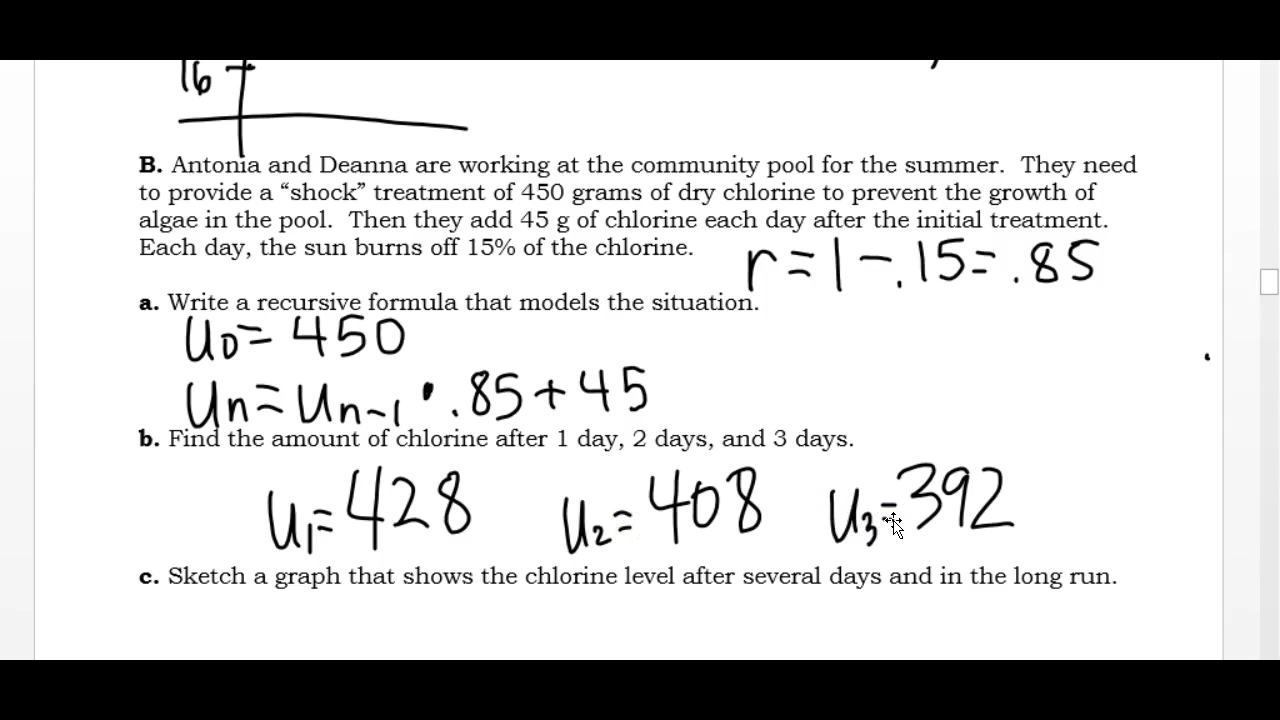 16
B. Antonia and Deanna are working at the community pool for the summer. They need
to provide a “shock” treatment of 450 grams of dry chlorine to prevent the growth of
algae in the pool. Then they add 45 g of chlorine each day after the initial treatment.
Each day, the sun burns off 15% of the chlorine.
r = 1 - .15 = .85
a. Write a recursive formula that models the situation.
u0 = 450
un = un-1 • .85 + 45
b. Find the amount of chlorine after 1 day, 2 days, and 3 days.
u1 = 428 u2 = 408 u3 = 392
c. Sketch a graph that shows the chlorine level after several days and in the long run.